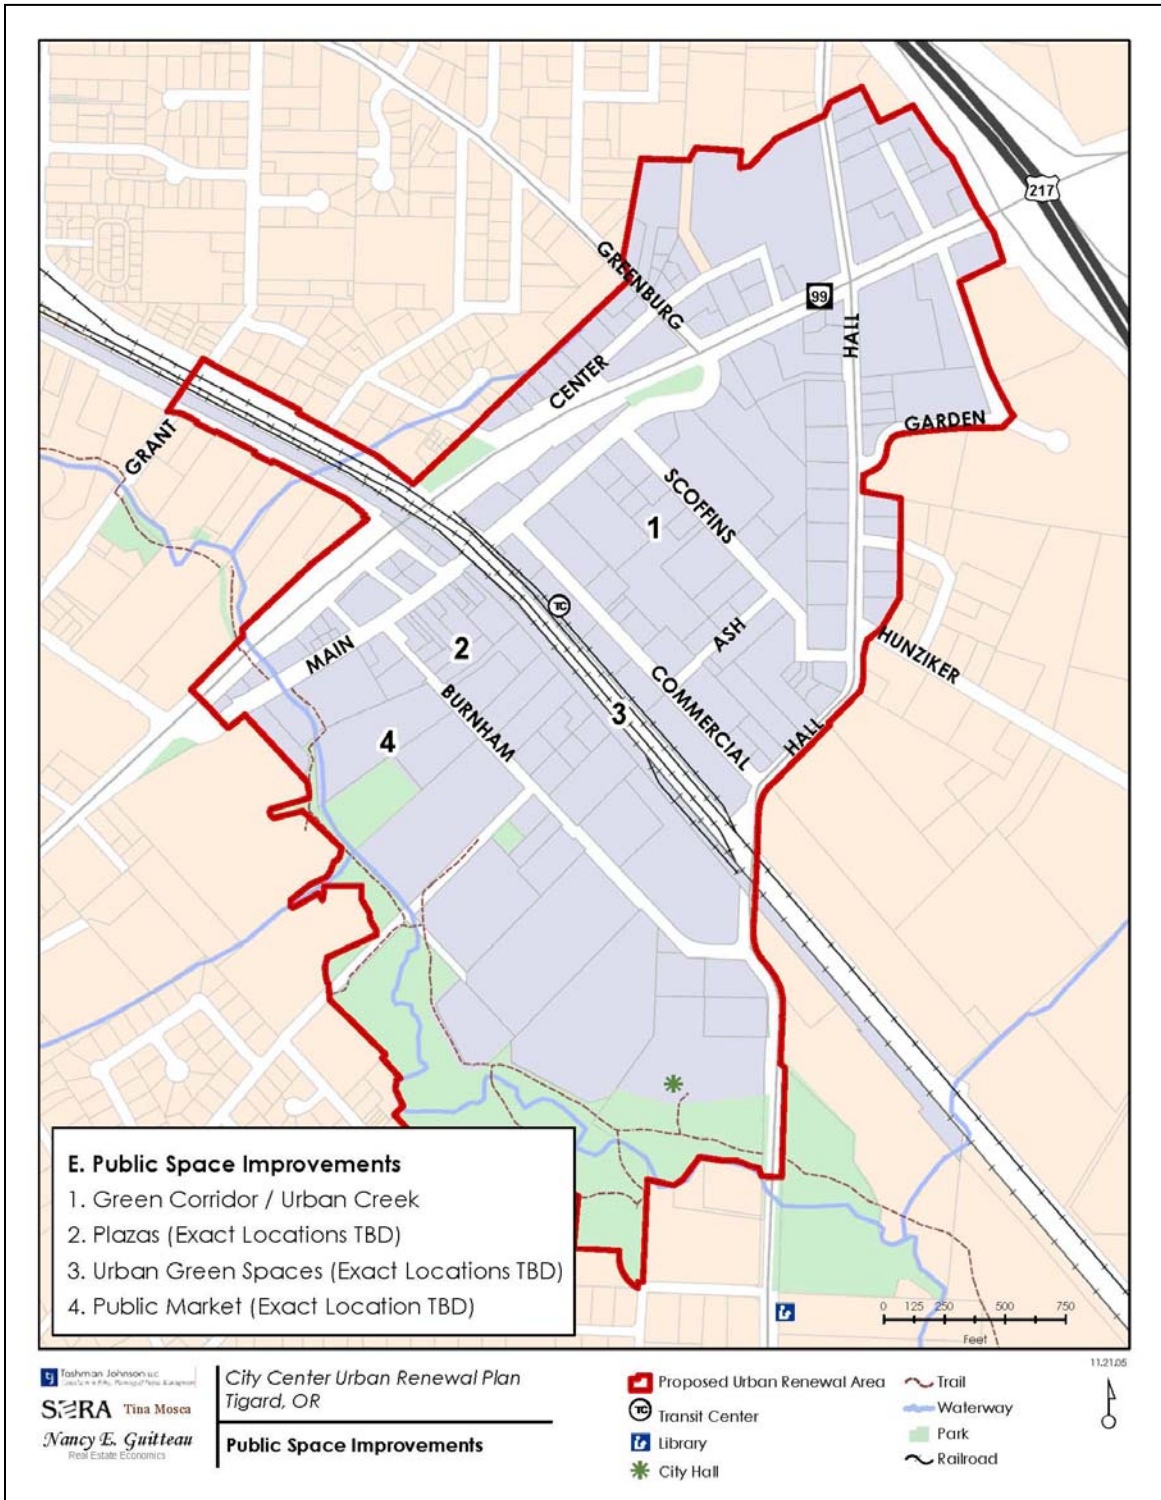 217
GREENBURG
99
HALL
CENTER
GARDEN
GRANT
SCOFFINS
1
TC
ASH
HUNZIKER
MAIN
2
COMMERCIAL
BURNHAM
3
HALL
4
E. Public Space Improvements
1. Green Corridor / Urban Creek
2. Plazas (Exact Locations TBD)
3. Urban Green Spaces (Exact Locations TBD)
4. Public Market (Exact Location TBD)
0 125 250 500 750
Feet
11.21.05
Tashman Johnson LLC
SERA Tina Mosca
Nancy E. Guitteau
Real Estate Economics
City Center Urban Renewal Plan
Tigard, OR
Public Space Improvements
Proposed Urban Renewal Area
TC Transit Center
Library
City Hall
Trail
Waterway
Park
Railroad